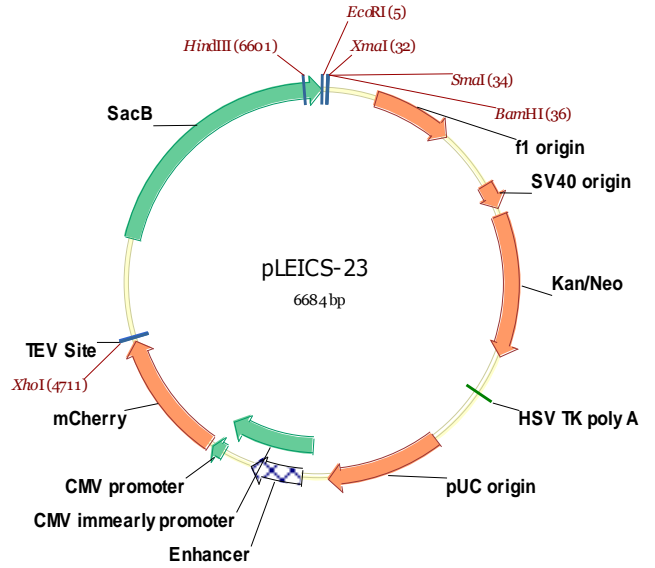 EcoRI (5)
HindIII (6601)
XmaI (32)
SmaI (34)
BamHI (36)
SacB
f1 origin
SV40 origin
pLEICS-23
6684 bp
Kan/Neo
TEV Site
XhoI (4711)
mCherry
HSV TK poly A
CMV promoter
pUC origin
CMV immearly promoter
Enhancer